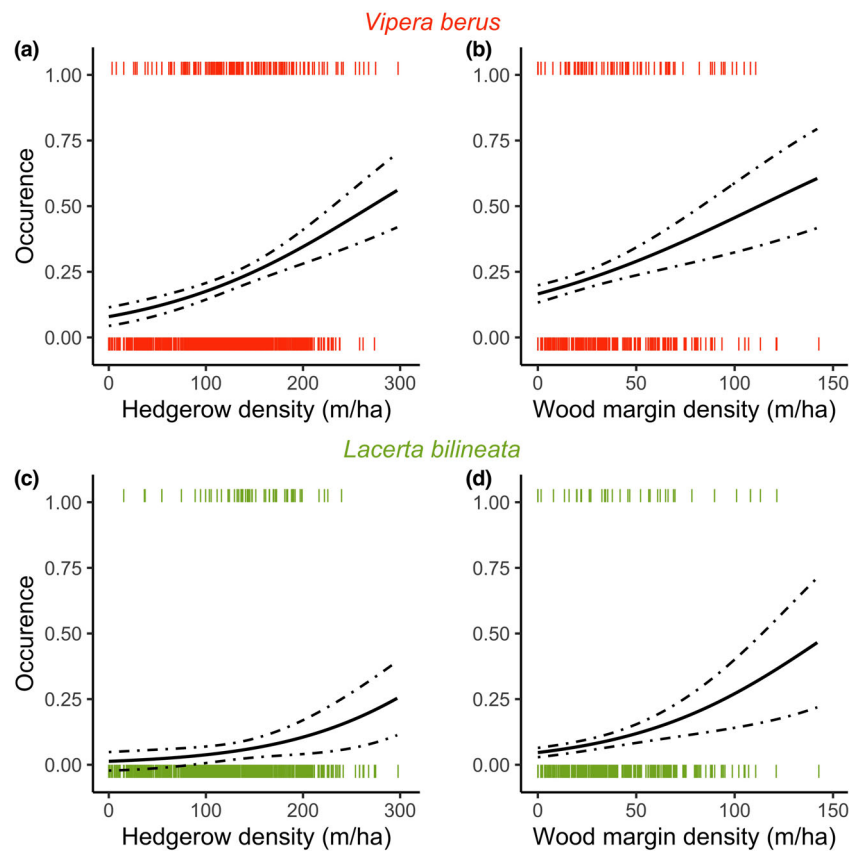 Vipera berus
(a)
1.00
0.75
0.50
0.25
0.00
Occurence
0 100 200 300
Hedgerow density (m/ha)
(b)
1.00
0.75
0.50
0.25
0.00
0 50 100 150
Wood margin density (m/ha)
Lacerta bilineata
(c)
1.00
0.75
0.50
0.25
0.00
Occurence
0 100 200 300
Hedgerow density (m/ha)
(d)
1.00
0.75
0.50
0.25
0.00
0 50 100 150
Wood margin density (m/ha)